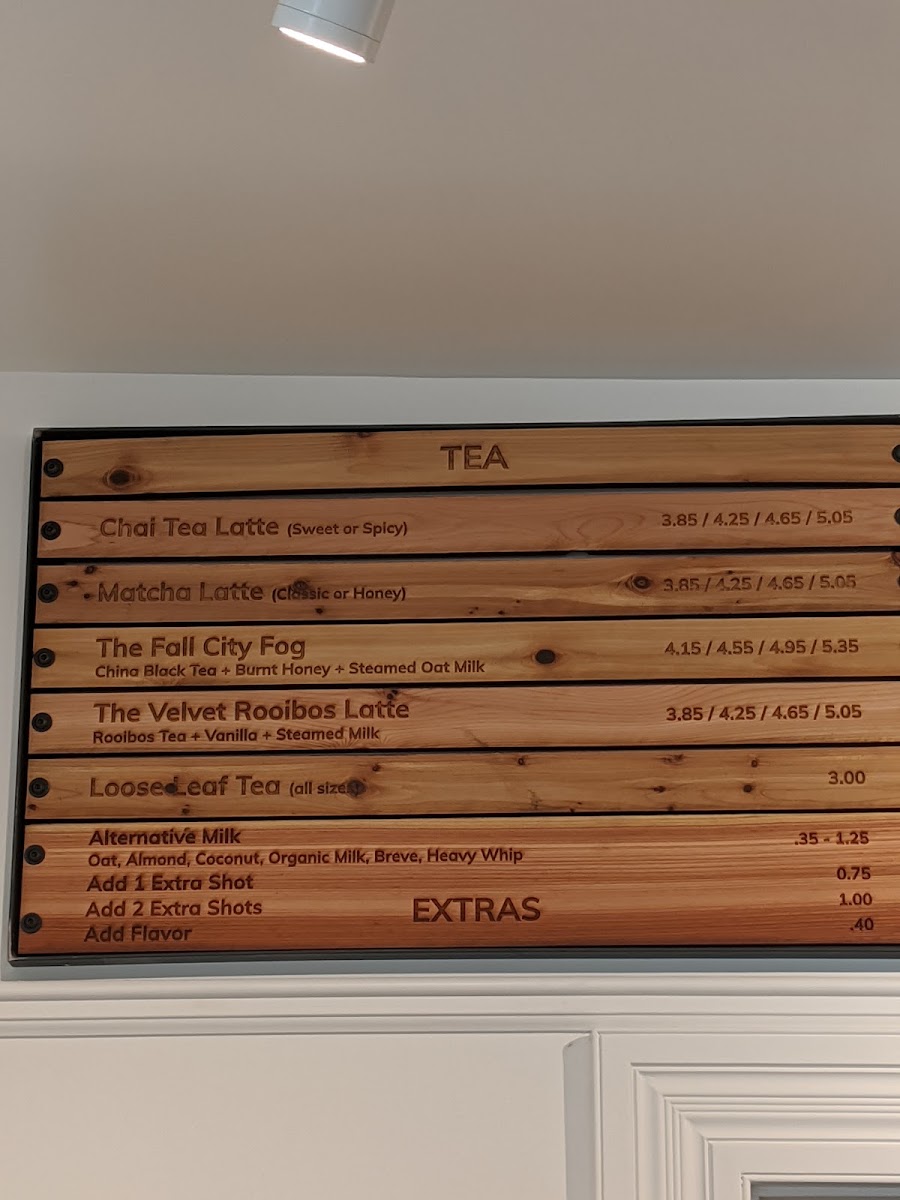 TEA
Chai Tea Latte (Sweet or Spicy) 3.85 / 4.25 / 4.65 / 5.05
Matcha Latte (Classic or Honey) 3.85 / 4.25 / 4.65 / 5.05
The Fall City Fog 4.15 / 4.55 / 4.95 / 5.35
China Black Tea + Burnt Honey + Steamed Oat Milk
The Velvet Rooibos Latte 3.85 / 4.25 / 4.65 / 5.05
Rooibos Tea + Vanilla + Steamed Milk
Loose Leaf Tea (all sizes) 3.00
Alternative Milk .35 - 1.25
Oat, Almond, Coconut, Organic Milk, Breve, Heavy Whip
Add 1 Extra Shot 0.75
Add 2 Extra Shots 1.00
EXTRAS
Add Flavor .40